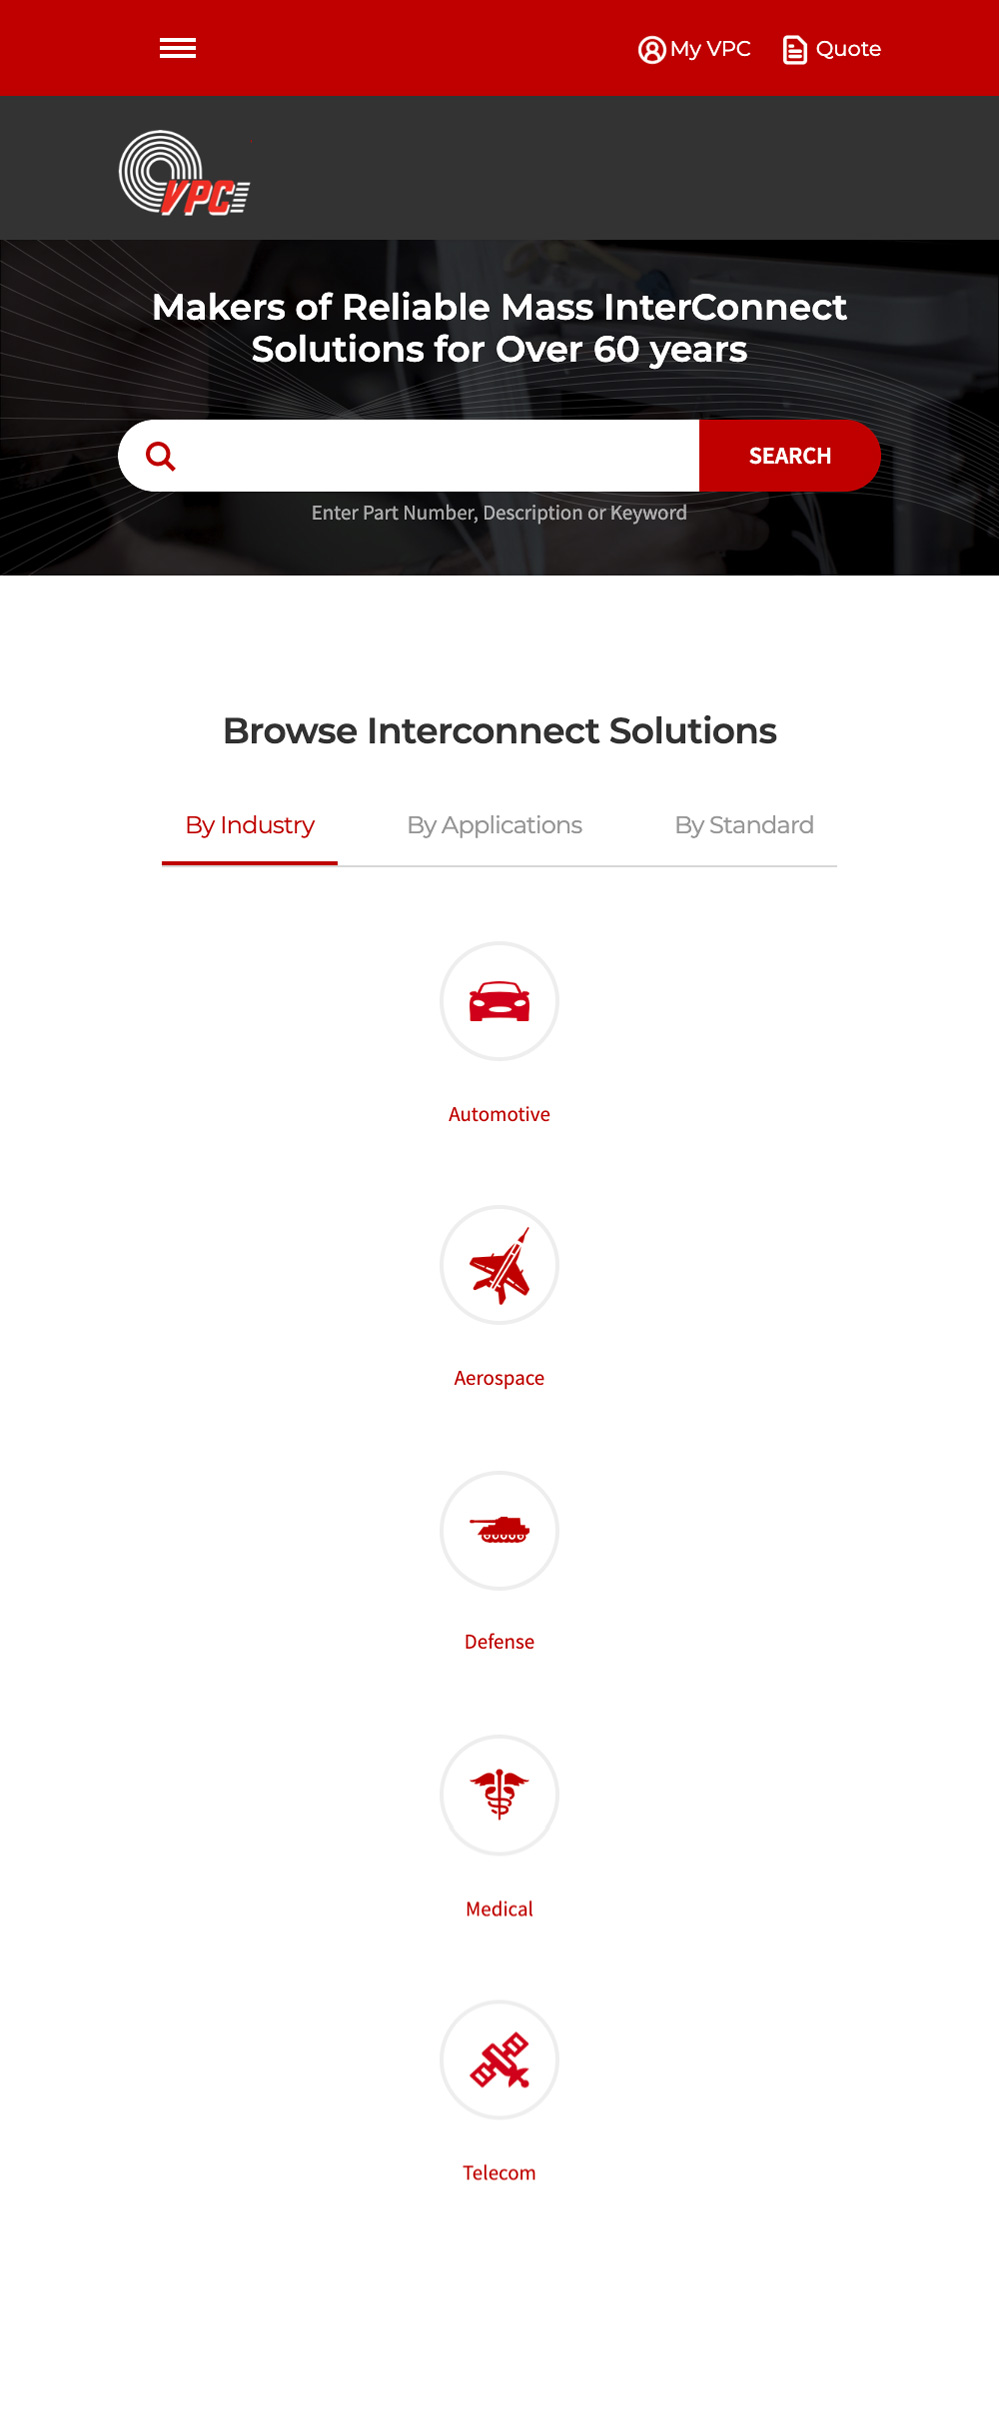 My VPC
Quote
VPC
Makers of Reliable Mass InterConnect
Solutions for Over 60 years
SEARCH
Enter Part Number, Description or Keyword
Browse Interconnect Solutions
By Industry
By Applications
By Standard
Automotive
Aerospace
Defense
Medical
Telecom